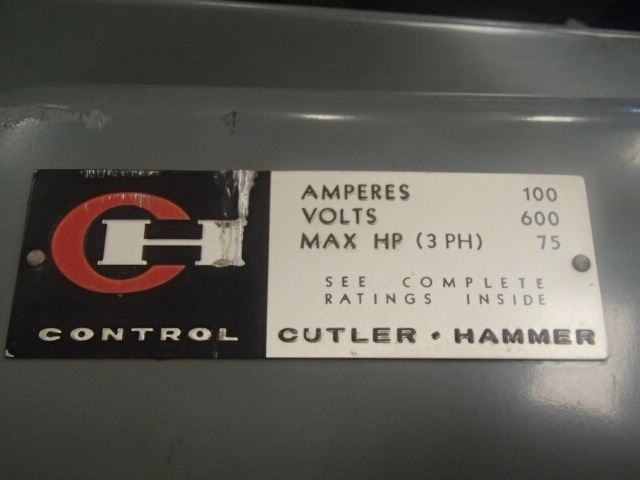 CH
CONTROL
AMPERES 100
VOLTS 600
MAX HP (3 PH) 75
SEE COMPLETE
RATINGS INSIDE
CUTLER • HAMMER